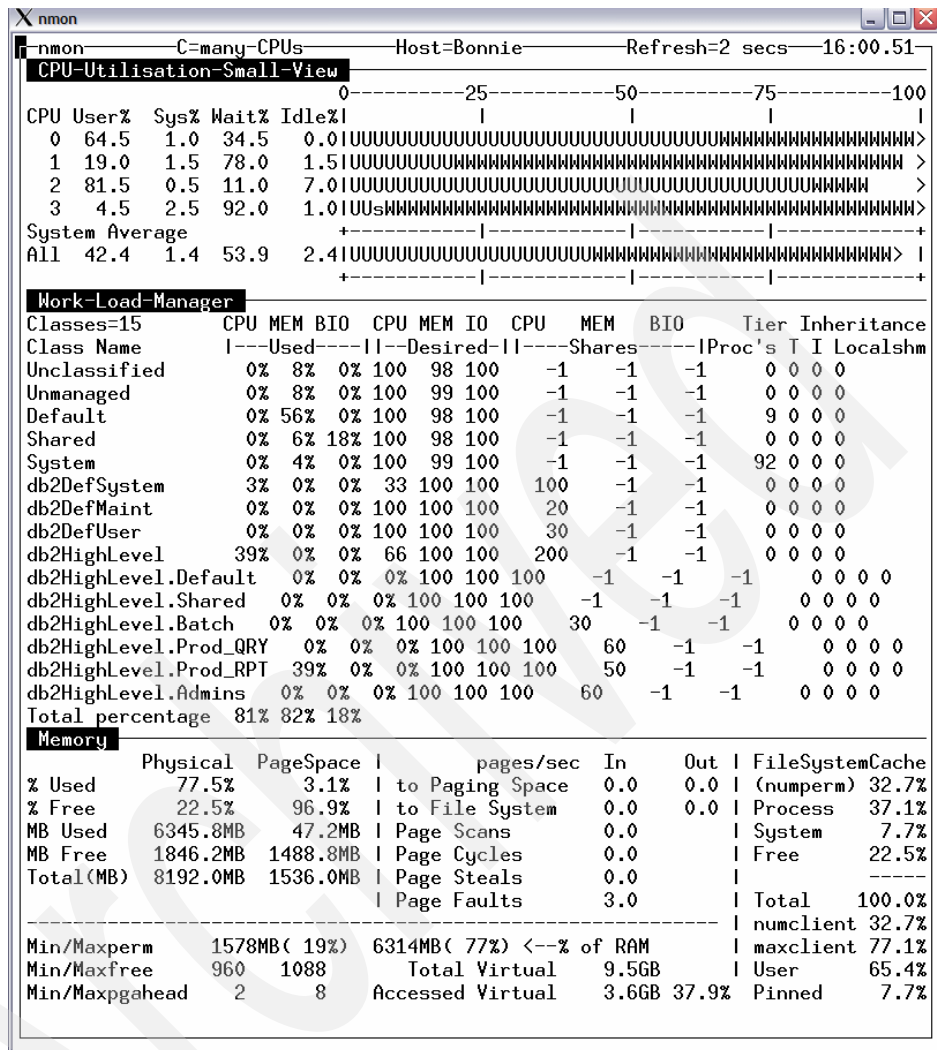 nmon
nmon────────C=many-CPUs────────Host=Bonnie────────Refresh=2 secs───16:00.51
CPU-Utilisation-Small-View
0----------25-----------50----------75----------100
CPU User%  Sys% Wait% Idle%|           |            |           |            |
0  64.5   1.0  34.5   0.0|UUUUUUUUUUUUUUUUUUUUUUUUUUUUUUUUWWWWWWWWWWWWWWWWW>
1  19.0   1.5  78.0   1.5|UUUUUUUUUWWWWWWWWWWWWWWWWWWWWWWWWWWWWWWWWWWWWWWW >
2  81.5   0.5  11.0   7.0|UUUUUUUUUUUUUUUUUUUUUUUUUUUUUUUUUUUUUUUUWWWWW    >
3   4.5   2.5  92.0   1.0|UUsWWWWWWWWWWWWWWWWWWWWWWWWWWWWWWWWWWWWWWWWWWWWWW>
System Average           +-----------|------------|-----------|------------+
All  42.4   1.4  53.9   2.4|UUUUUUUUUUUUUUUUUUUUUWWWWWWWWWWWWWWWWWWWWWWWWWW> |
+-----------|------------|-----------|------------+
Work-Load-Manager
Classes=15       CPU MEM BIO  CPU MEM IO  CPU    MEM   BIO     Tier Inheritance
Class Name       |---Used----||--Desired-||----Shares-----|Proc's T I Localshm
Unclassified       0%  8%  0% 100  98 100    -1    -1    -1     0 0 0 0
Unmanaged          0%  8%  0% 100  99 100    -1    -1    -1     0 0 0 0
Default            0% 56%  0% 100  98 100    -1    -1    -1     9 0 0 0
Shared             0%  6% 18% 100  98 100    -1    -1    -1     0 0 0 0
System             0%  4%  0% 100  99 100    -1    -1    -1    92 0 0 0
db2DefSystem       3%  0%  0%  33 100 100   100    -1    -1     0 0 0 0
db2DefMaint        0%  0%  0%  66 100 100    20    -1    -1     0 0 0 0
db2DefUser         0%  0%  0% 100 100 100    30    -1    -1     0 0 0 0
db2HighLevel      39%  0%  0%  66 100 100   200    -1    -1     0 0 0 0
db2HighLevel.Default   0%  0%  0% 100 100 100    -1    -1    -1     0 0 0 0
db2HighLevel.Shared   0%  0%  0% 100 100 100    -1    -1    -1     0 0 0 0
db2HighLevel.Batch   0%  0%  0% 100 100 100    30    -1    -1     0 0 0 0
db2HighLevel.Prod_QRY   0%  0%  0% 100 100 100    60    -1    -1     0 0 0 0
db2HighLevel.Prod_RPT  39%  0%  0% 100 100 100    50    -1    -1     0 0 0 0
db2HighLevel.Admins   0%  0%  0% 100 100 100    60    -1    -1     0 0 0 0
Total percentage  81% 82% 18%
Memory
Physical  PageSpace |        pages/sec  In     Out | FileSystemCache
% Used       77.5%      3.1%  | to Paging Space   0.0    0.0 | (numperm) 32.7%
% Free       22.5%     96.9%  | to File System    0.0    0.0 | Process   37.1%
MB Used    6345.8MB    47.2MB | Page Scans        0.0        | System     7.7%
MB Free    1846.2MB  1488.8MB | Page Cycles       0.0        | Free      22.5%
Total(MB)  8192.0MB  1536.0MB | Page Steals       0.0        |           -----
| Page Faults       3.0        | Total    100.0%
------------------------------------------------------------ | numclient 32.7%
Min/Maxperm     1578MB( 19%)  6314MB( 77%) <--% of RAM       | maxclient 77.1%
Min/Maxfree     960   1088       Total Virtual    9.5GB      | User      65.4%
Min/Maxpgahead    2      8    Accessed Virtual    3.6GB 37.9%  Pinned     7.7%
Archived